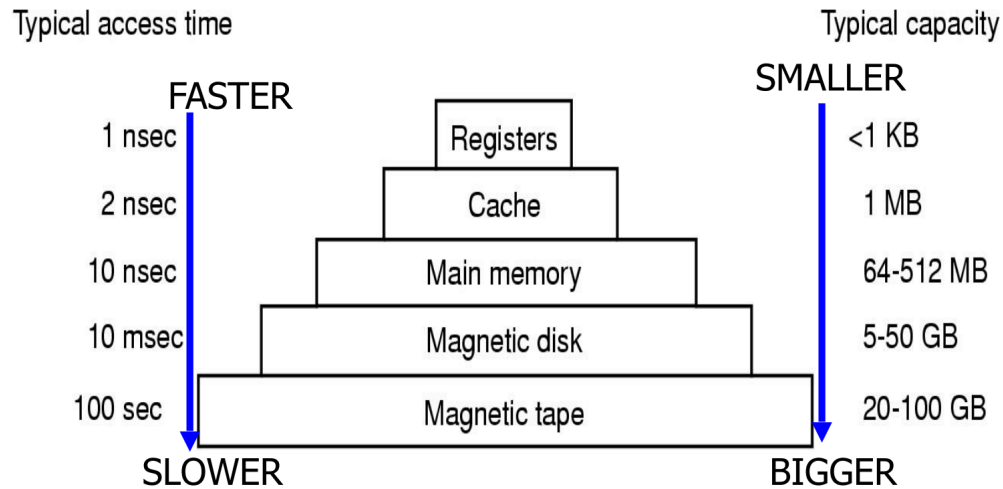 Typical access time Typical capacity
FASTER SMALLER
1 nsec Registers <1 KB
2 nsec Cache 1 MB
10 nsec Main memory 64-512 MB
10 msec Magnetic disk 5-50 GB
100 sec Magnetic tape 20-100 GB
SLOWER BIGGER